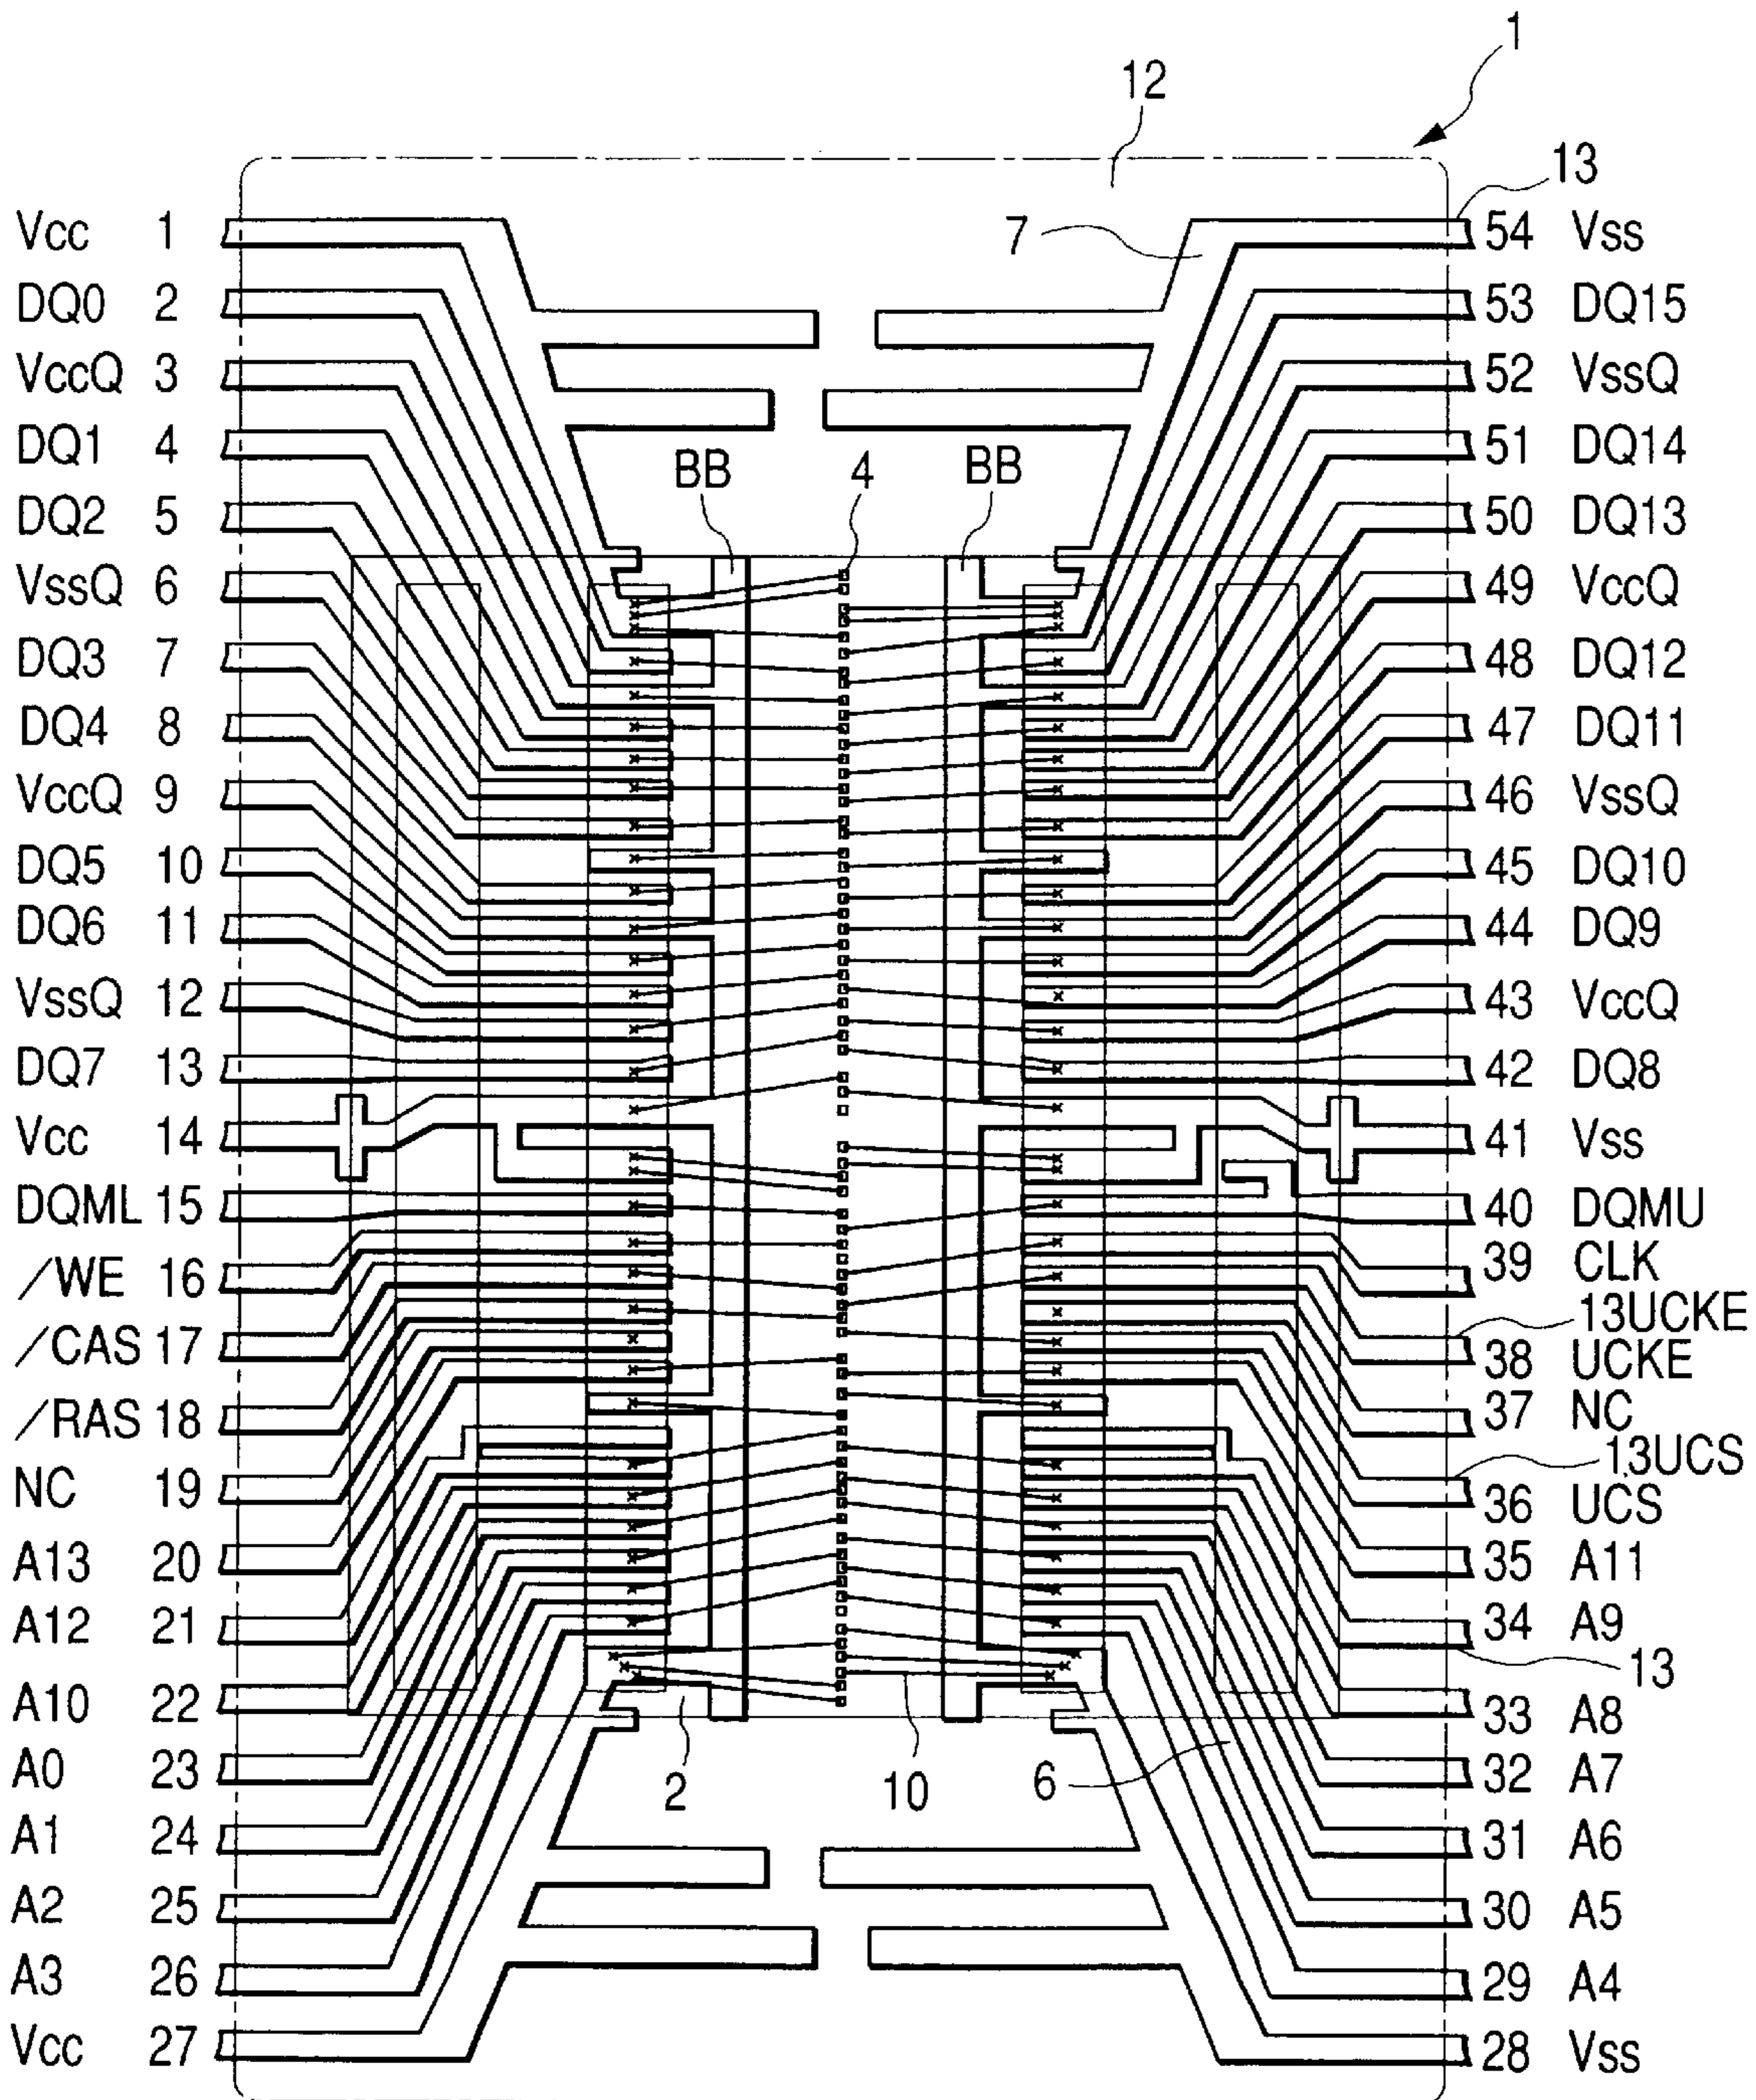 1
12
13
Vcc 1
7
54 Vss
DQ0 2
53 DQ15
VccQ 3
52 VssQ
DQ1 4
BB
4
BB
51 DQ14
DQ2 5
50 DQ13
VssQ 6
49 VccQ
DQ3 7
48 DQ12
DQ4 8
47 DQ11
VccQ 9
46 VssQ
DQ5 10
45 DQ10
DQ6 11
44 DQ9
VssQ 12
43 VccQ
DQ7 13
42 DQ8
Vcc 14
41 Vss
DQML 15
40 DQMU
/WE 16
39 CLK
13UCKE
/CAS 17
38 UCKE
/RAS 18
37 NC
13UCS
NC 19
36 UCS
A13 20
35 A11
A12 21
34 A9
13
A10 22
33 A8
A0 23
2
10
6
32 A7
A1 24
31 A6
A2 25
30 A5
A3 26
29 A4
Vcc 27
28 Vss